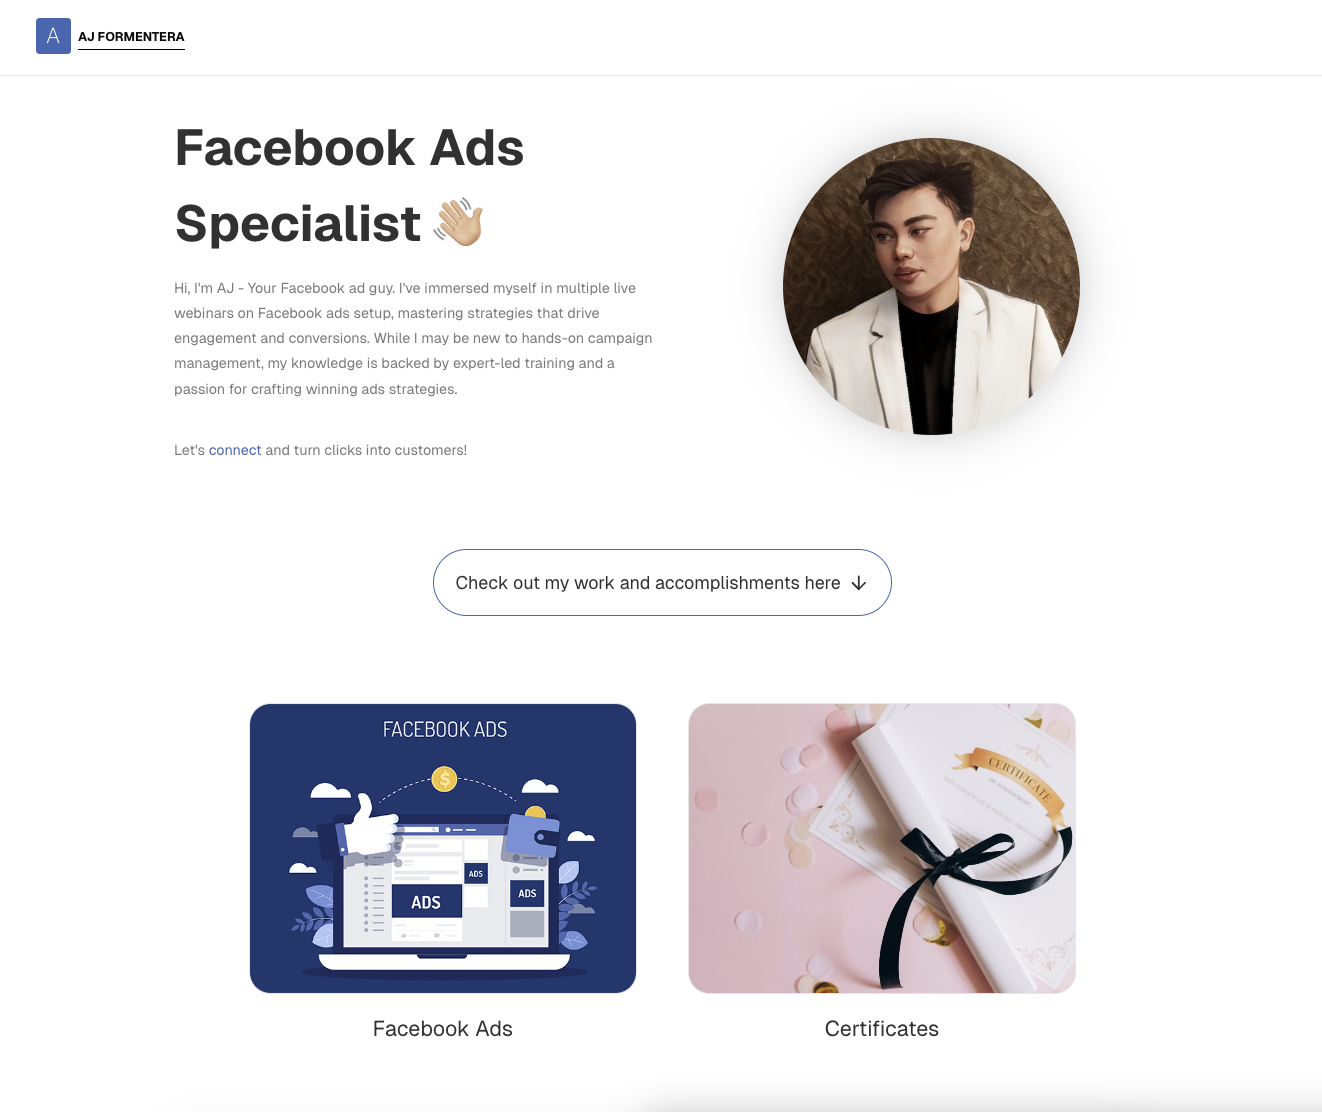 A AJ FORMENTERA
Facebook Ads
Specialist 👋🏼
Hi, I'm AJ - Your Facebook ad guy. I've immersed myself in multiple live
webinars on Facebook ads setup, mastering strategies that drive
engagement and conversions. While I may be new to hands-on campaign
management, my knowledge is backed by expert-led training and a
passion for crafting winning ads strategies.
Let's connect and turn clicks into customers!
Check out my work and accomplishments here ↓
FACEBOOK ADS
$
ADS
ADS
ADS
CERTIFICATE
Facebook Ads
Certificates